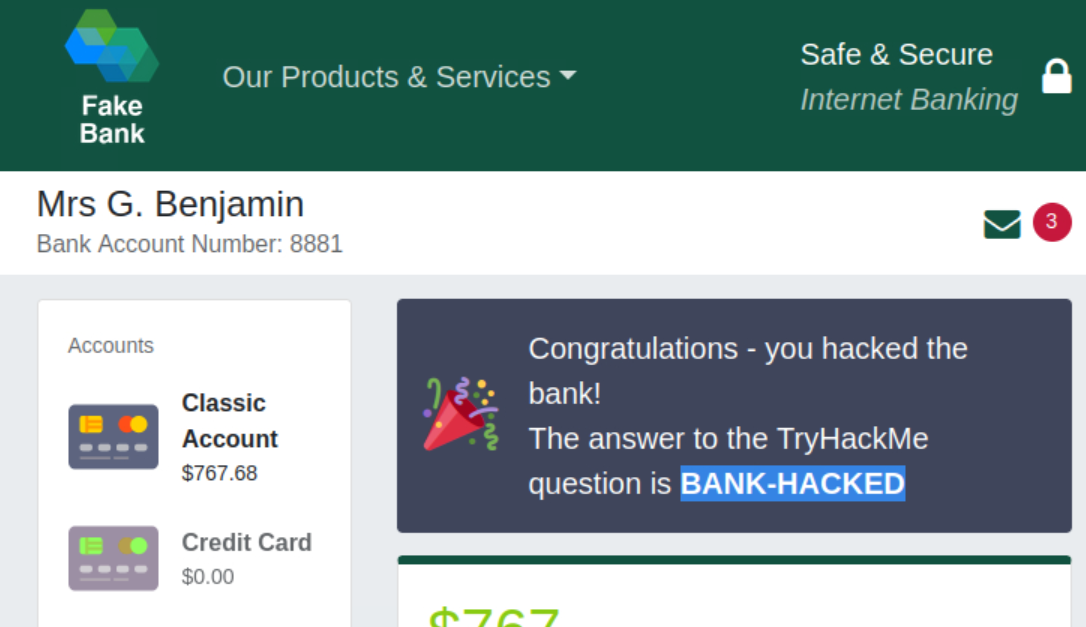 Fake
Bank
Our Products & Services
Safe & Secure
Internet Banking
Mrs G. Benjamin
Bank Account Number: 8881
3
Accounts
Classic
Account
$767.68
Credit Card
$0.00
Congratulations - you hacked the
bank!
The answer to the TryHackMe
question is BANK-HACKED
$767